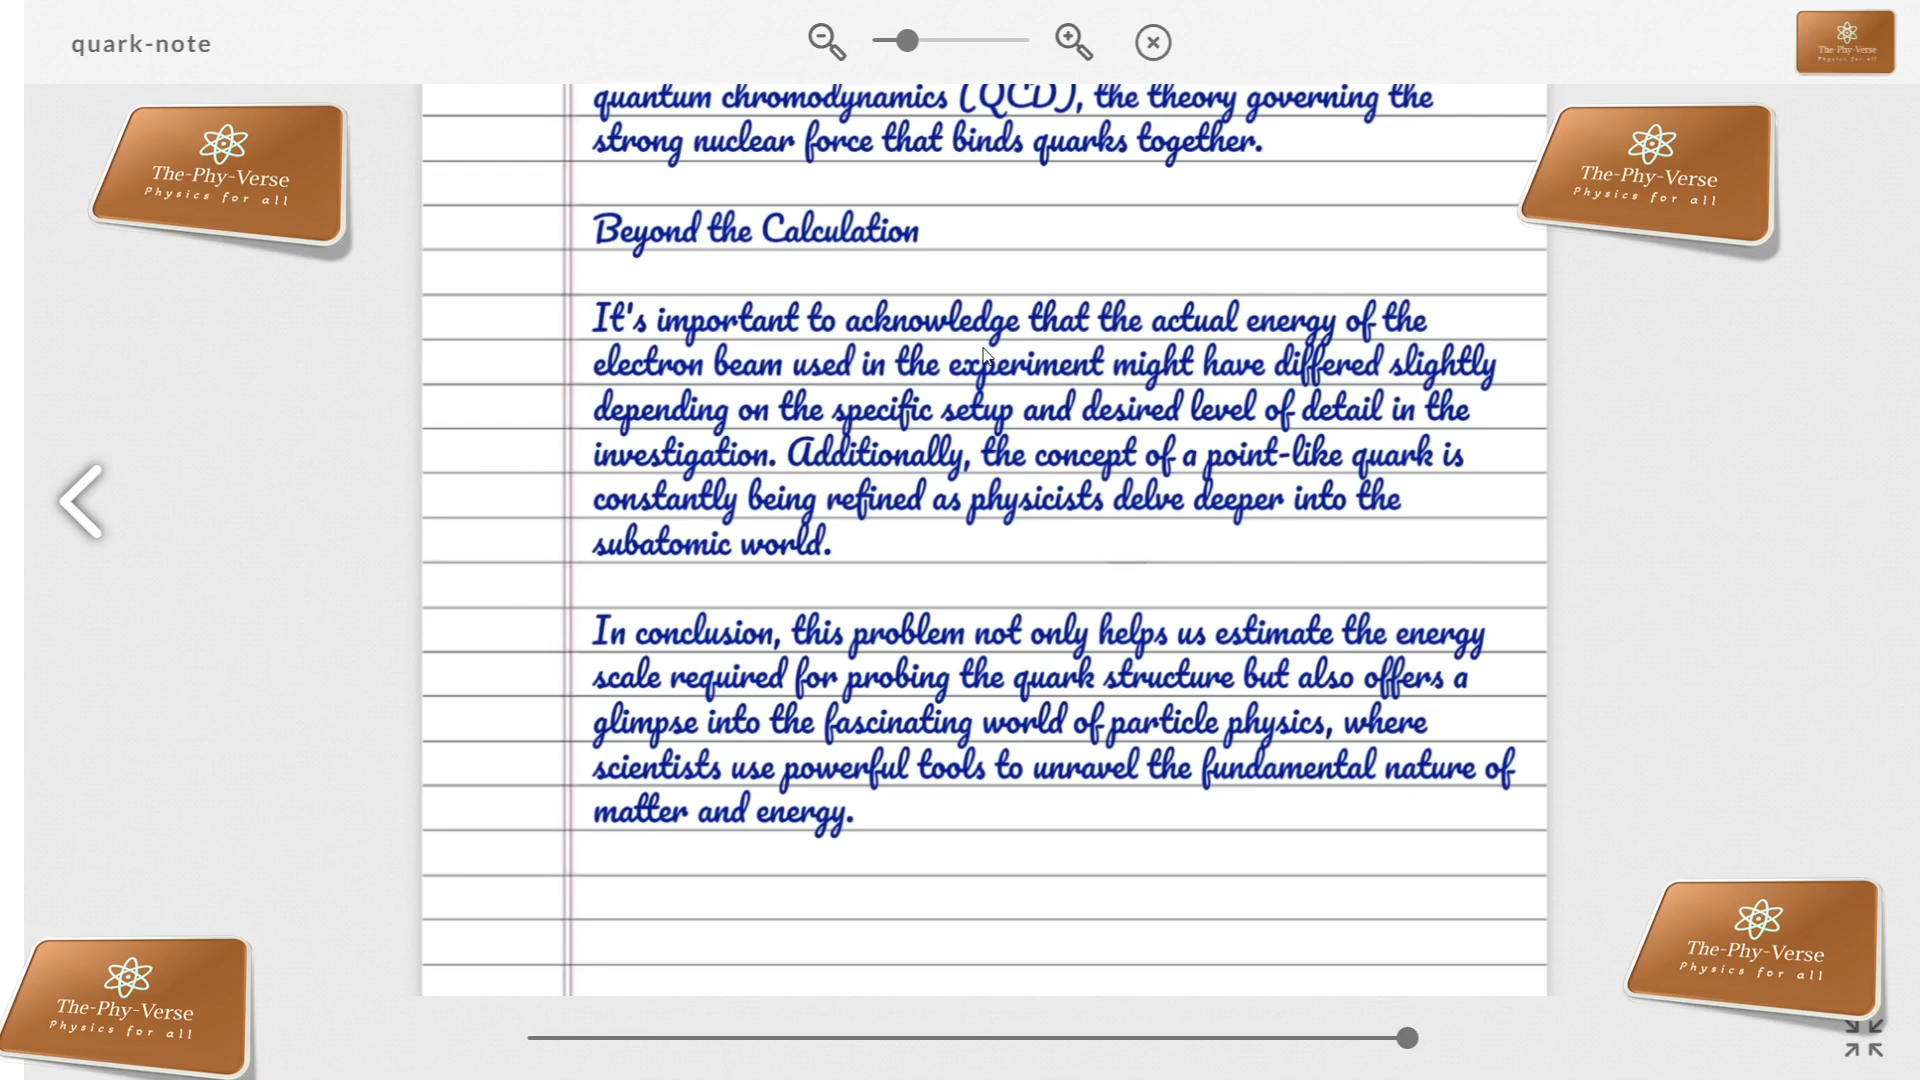 quark-note
The-Phy-Verse
Physics for all
The-Phy-Verse
Physics for all
The-Phy-Verse
Physics for all
quantum chromodynamics (QCD), the theory governing the
strong nuclear force that binds quarks together.
Beyond the Calculation
It's important to acknowledge that the actual energy of the
electron beam used in the experiment might have differed slightly
depending on the specific setup and desired level of detail in the
investigation. Additionally, the concept of a point-like quark is
constantly being refined as physicists delve deeper into the
subatomic world.
In conclusion, this problem not only helps us estimate the energy
scale required for probing the quark structure but also offers a
glimpse into the fascinating world of particle physics, where
scientists use powerful tools to unravel the fundamental nature of
matter and energy.
The-Phy-Verse
Physics for all
The-Phy-Verse
Physics for all